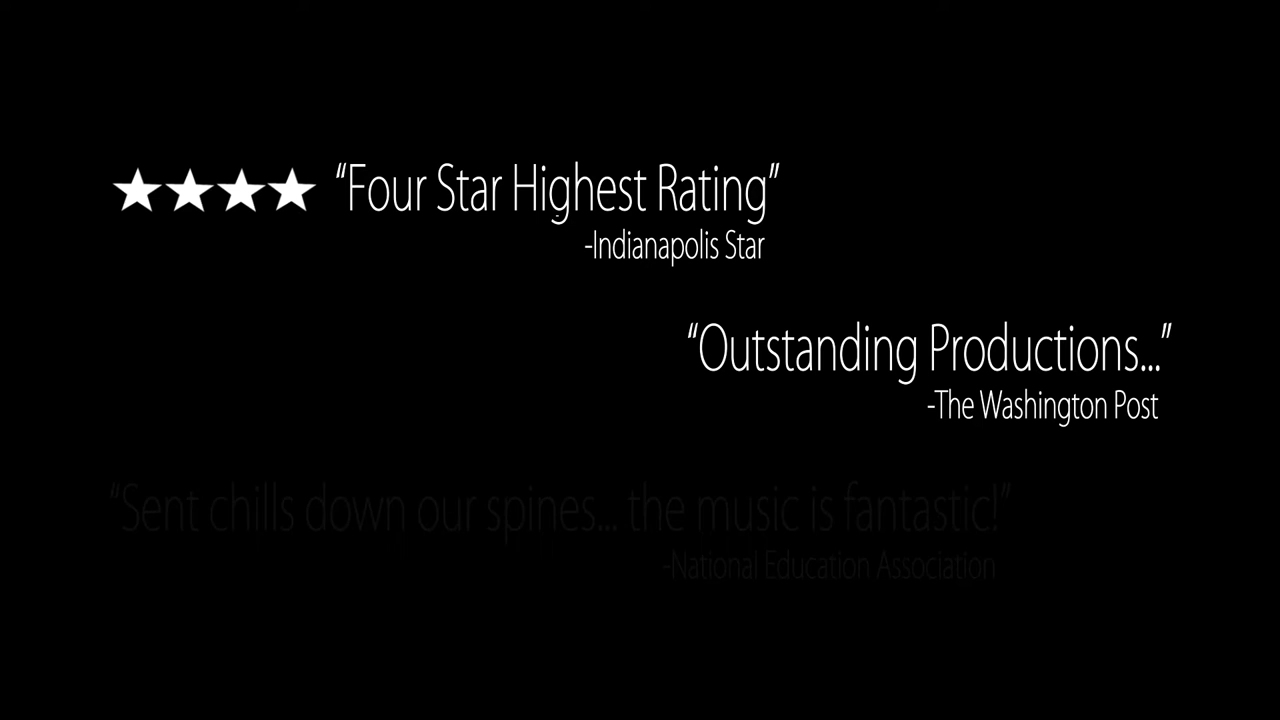 “Four Star Highest Rating”
-Indianapolis Star
“Outstanding Productions...”
-The Washington Post
“Sent chills down our spines... the music is fantastic!”
-National Education Association